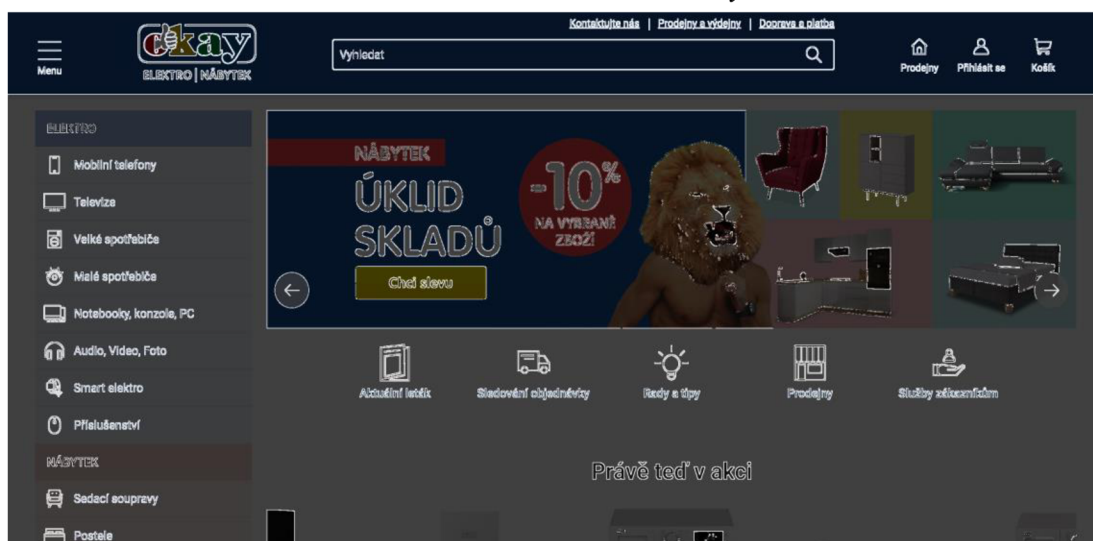 Kontaktujte nás | Prodejny a výdejny | Doprava a platba
Menu
okay
ELEKTRO | NÁBYTEK
Vyhledat
Prodejny
Přihlásit se
Košík
ELEKTRO
Mobilní telefony
Televize
Velké spotřebiče
Malé spotřebiče
Notebooky, konzole, PC
Audio, Video, Foto
Smart elektro
Příslušenství
NÁBYTEK
Sedací soupravy
Postele
NÁBYTEK
ÚKLID
SKLADŮ
-10%
NA VYBRANÉ
ZBOŽÍ
Chci slevu
Aktuální leták
Sledování objednávky
Rady a tipy
Prodejny
Služby zákazníkům
Právě teď v akci